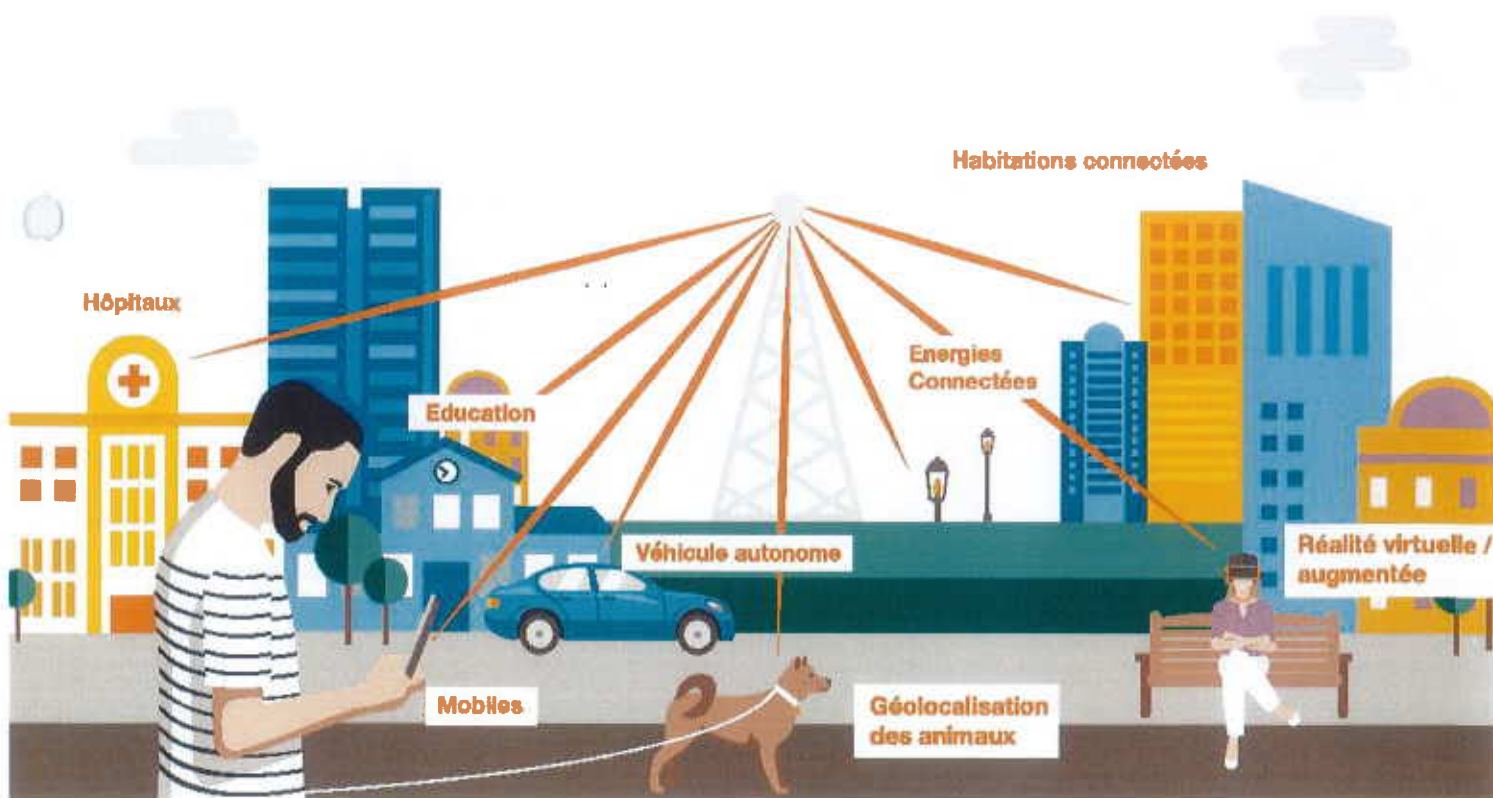 Habitations connectées
Hôpitaux
Energies
Connectées
Education
Véhicule autonome
Réalité virtuelle /
augmentée
Mobiles
Géolocalisation
des animaux